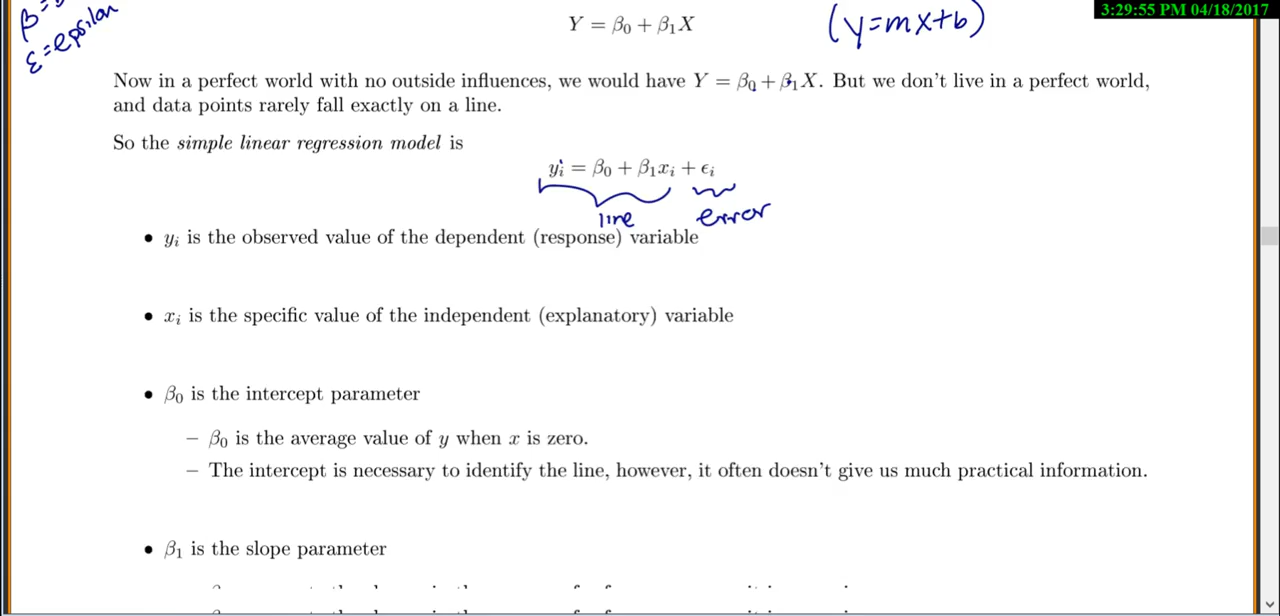 3:29:55 PM 04/18/2017
β=
ε=epsilon
Y = β₀ + β₁X
(y=mx+b)
Now in a perfect world with no outside influences, we would have Y = β₀ + β₁X. But we don't live in a perfect world,
and data points rarely fall exactly on a line.
So the simple linear regression model is
yᵢ = β₀ + β₁xᵢ + ϵᵢ
line error
• yᵢ is the observed value of the dependent (response) variable
• xᵢ is the specific value of the independent (explanatory) variable
• β₀ is the intercept parameter
– β₀ is the average value of y when x is zero.
– The intercept is necessary to identify the line, however, it often doesn't give us much practical information.
• β₁ is the slope parameter